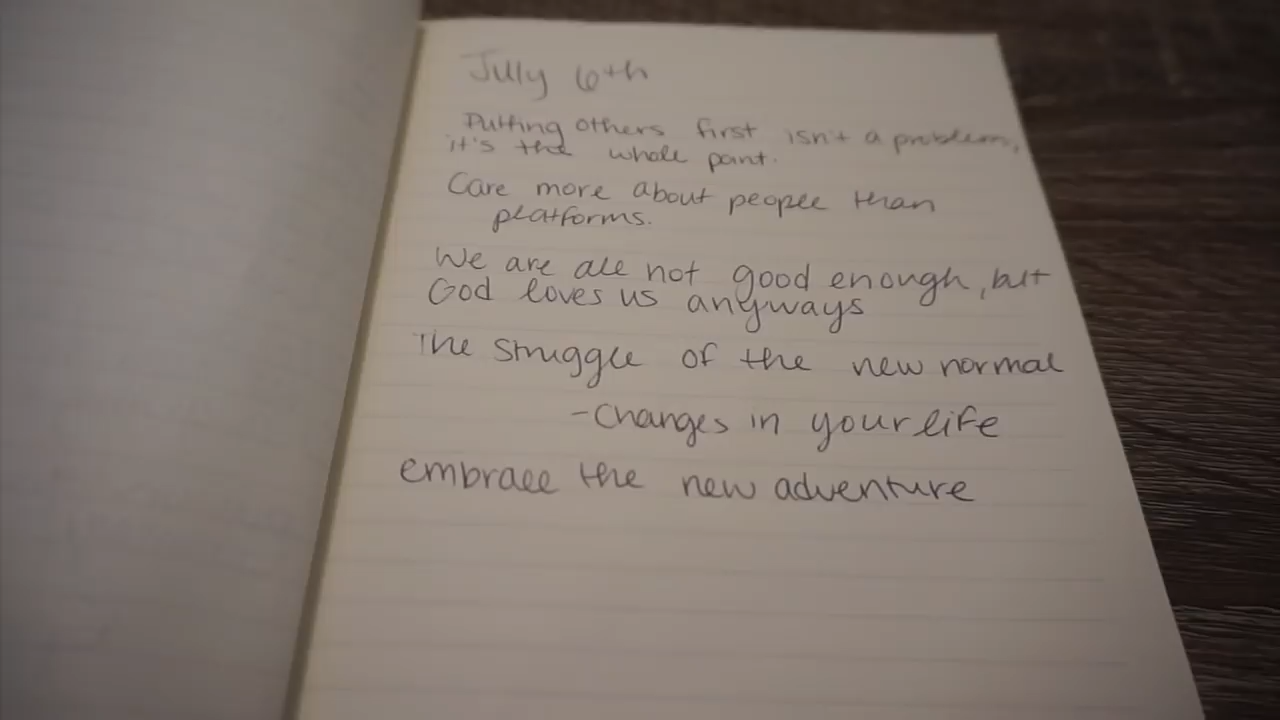 July 6th
Putting others first isn't a problem,
it's the whole point.
Care more about people than
platforms.
We are all not good enough, but
God loves us anyways
The struggle of the new normal
- Changes in your life
embrace the new adventure